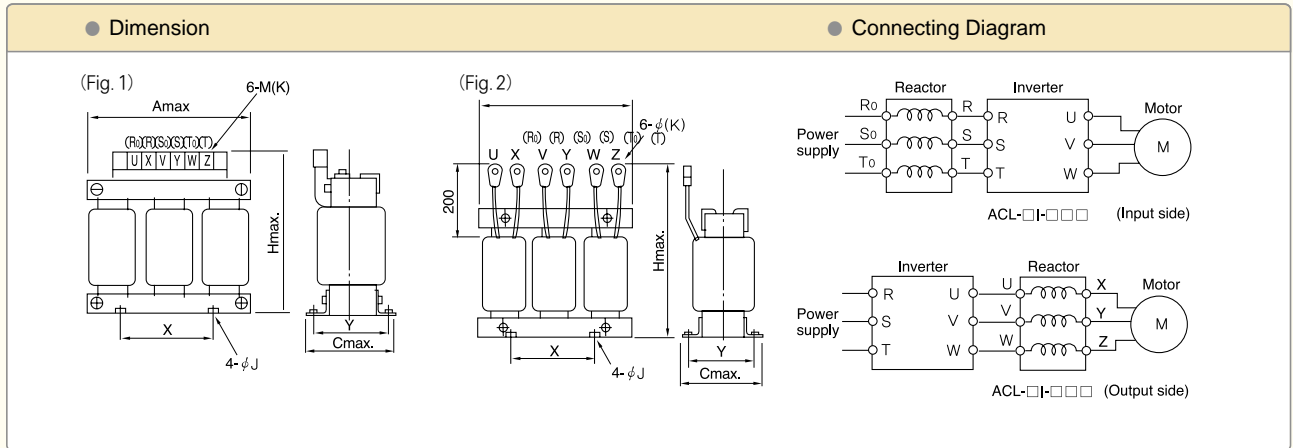 Dimension
Connecting Diagram
(Fig. 1)
6-M(K)
Amax
(R0)(R)(S0)(S)(T0)(T)
U X V Y W Z
Hmax.
X
4-ϕJ
Y
Cmax.
(Fig. 2)
6-ϕ(K)
(R0) (R) (S0) (S) (T0) (T)
U X V Y W Z
200
Hmax.
X
4-ϕJ
Y
Cmax.
Reactor Inverter Motor
Power supply
R0 R R U
S0 S S V M
T0 T T W
ACL-□I-□□□ (Input side)
Inverter Reactor Motor
Power supply
R U U X
S V V Y M
T W W Z
ACL-□I-□□□ (Output side)